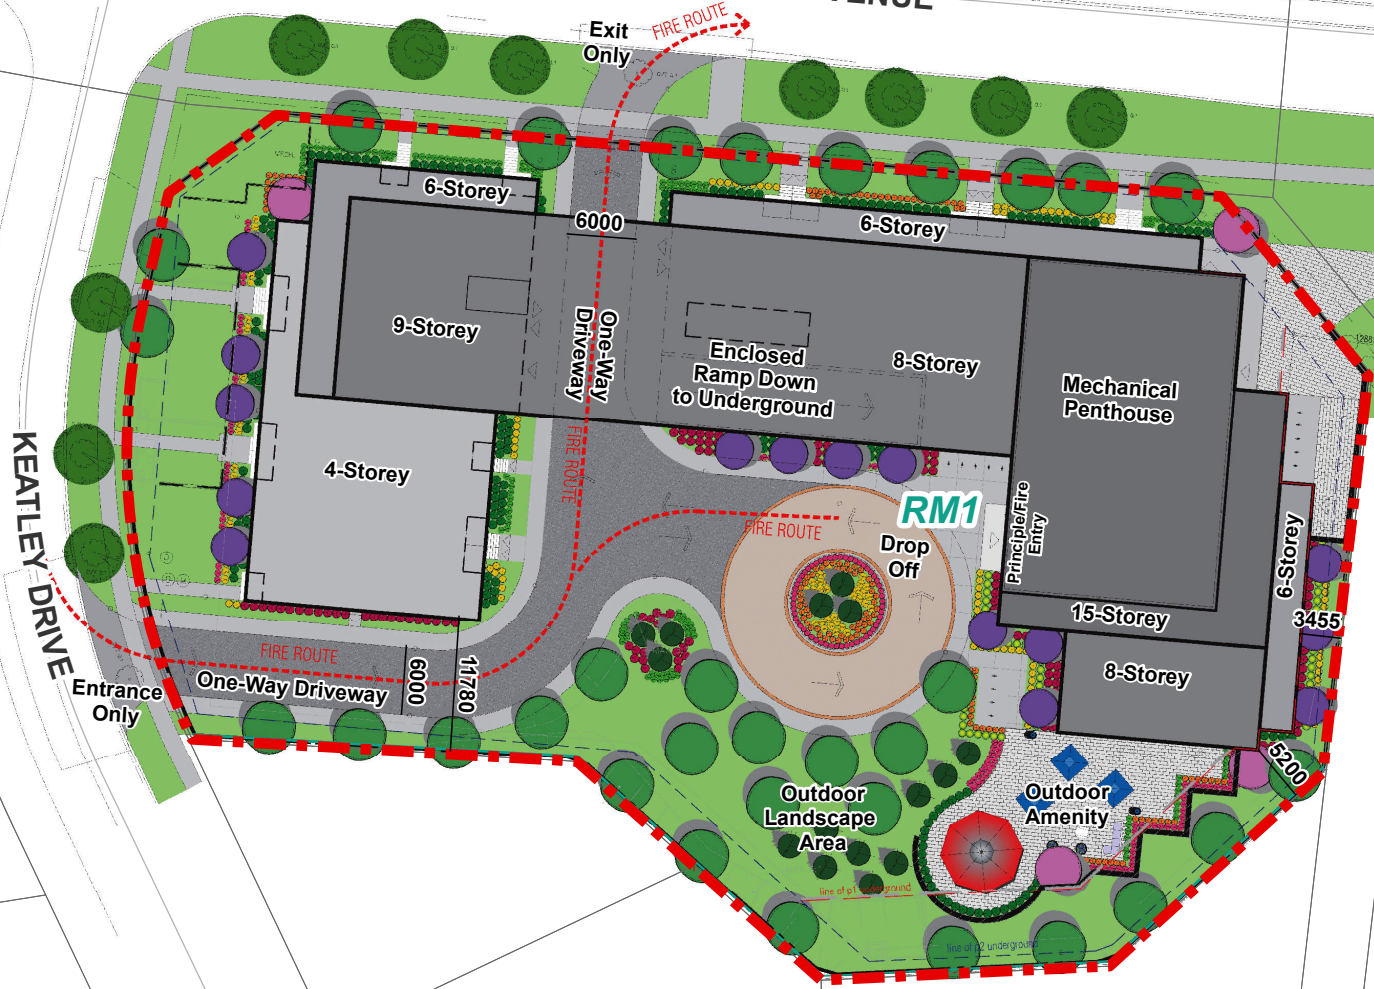 VENUE
FIRE ROUTE
Exit
Only
6-Storey
6000
6-Storey
9-Storey
One-Way
Driveway
Enclosed
Ramp Down
to Underground
8-Storey
Mechanical
Penthouse
KEATLEY DRIVE
4-Storey
FIRE ROUTE
RM1
FIRE ROUTE
Drop
Off
Principle/Fire
Entry
6-Storey
15-Storey
3455
FIRE ROUTE
6000
11780
8-Storey
One-Way Driveway
Entrance
Only
5200
Outdoor
Landscape
Area
Outdoor
Amenity
line of p1 underground
line of p2 underground